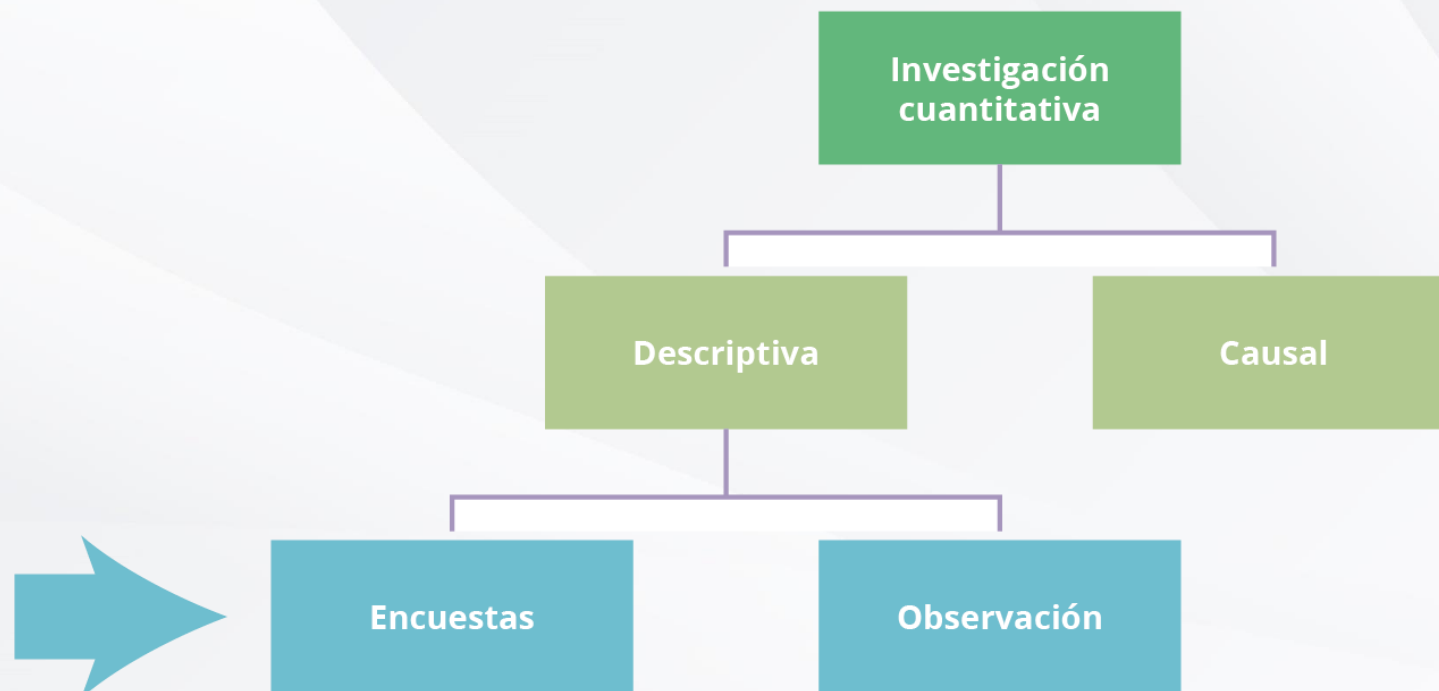 Investigación
cuantitativa
Descriptiva
Causal
Encuestas
Observación